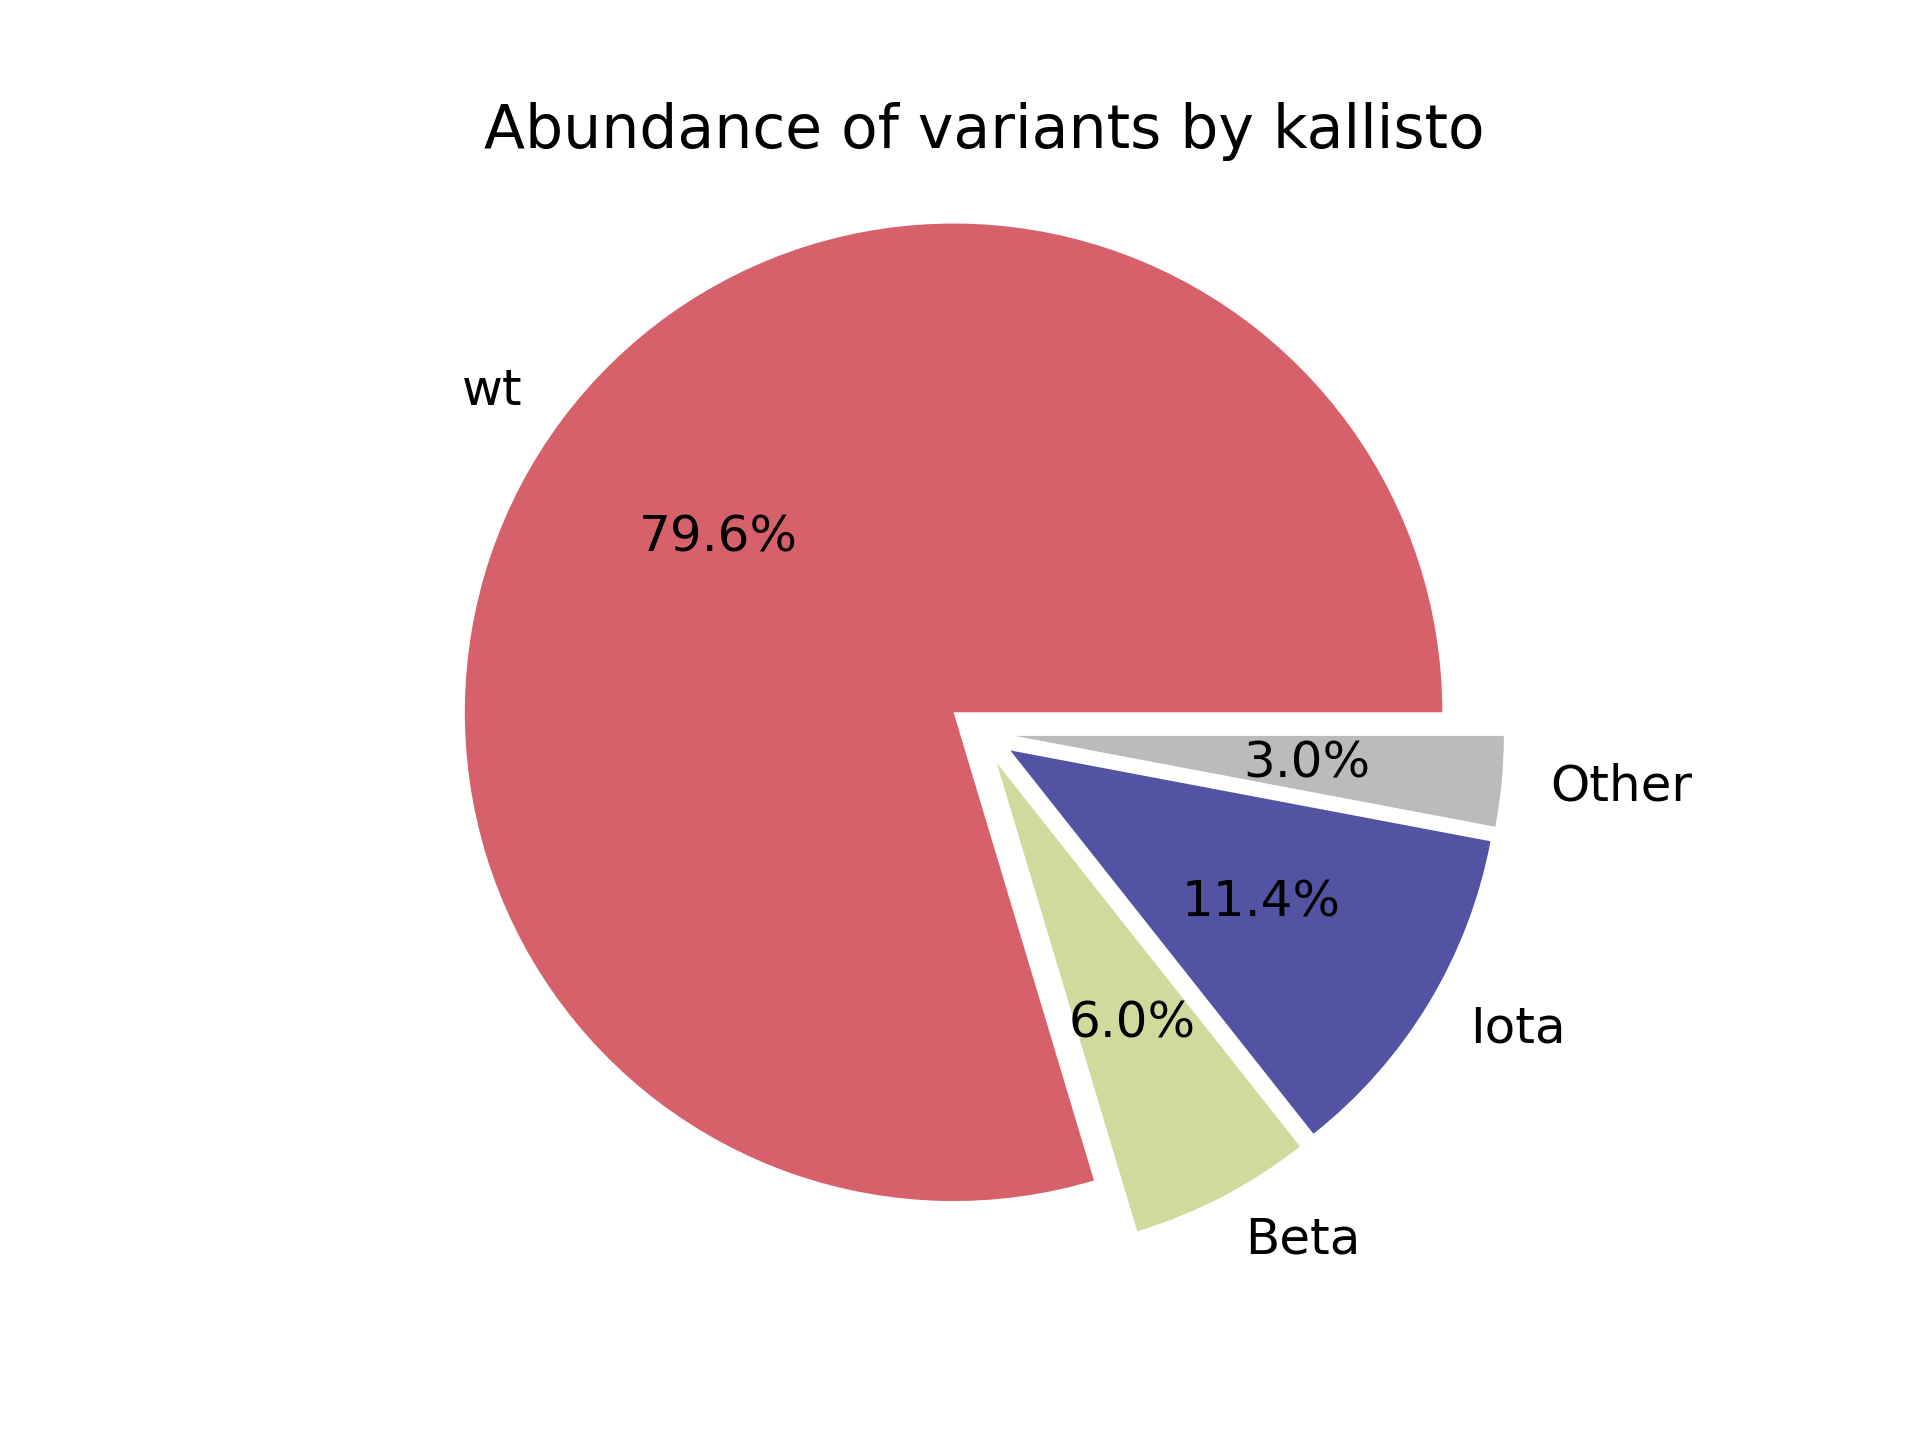 Abundance of variants by kallisto
wt
79.6%
3.0%
Other
11.4%
Iota
6.0%
Beta